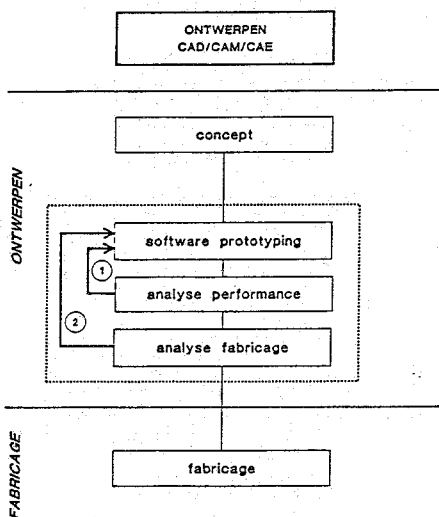 ONTWERPEN
CAD/CAM/CAE
concept
ONTWERPEN
software prototyping
1
analyse performance
2
analyse fabricage
FABRICAGE
fabricage